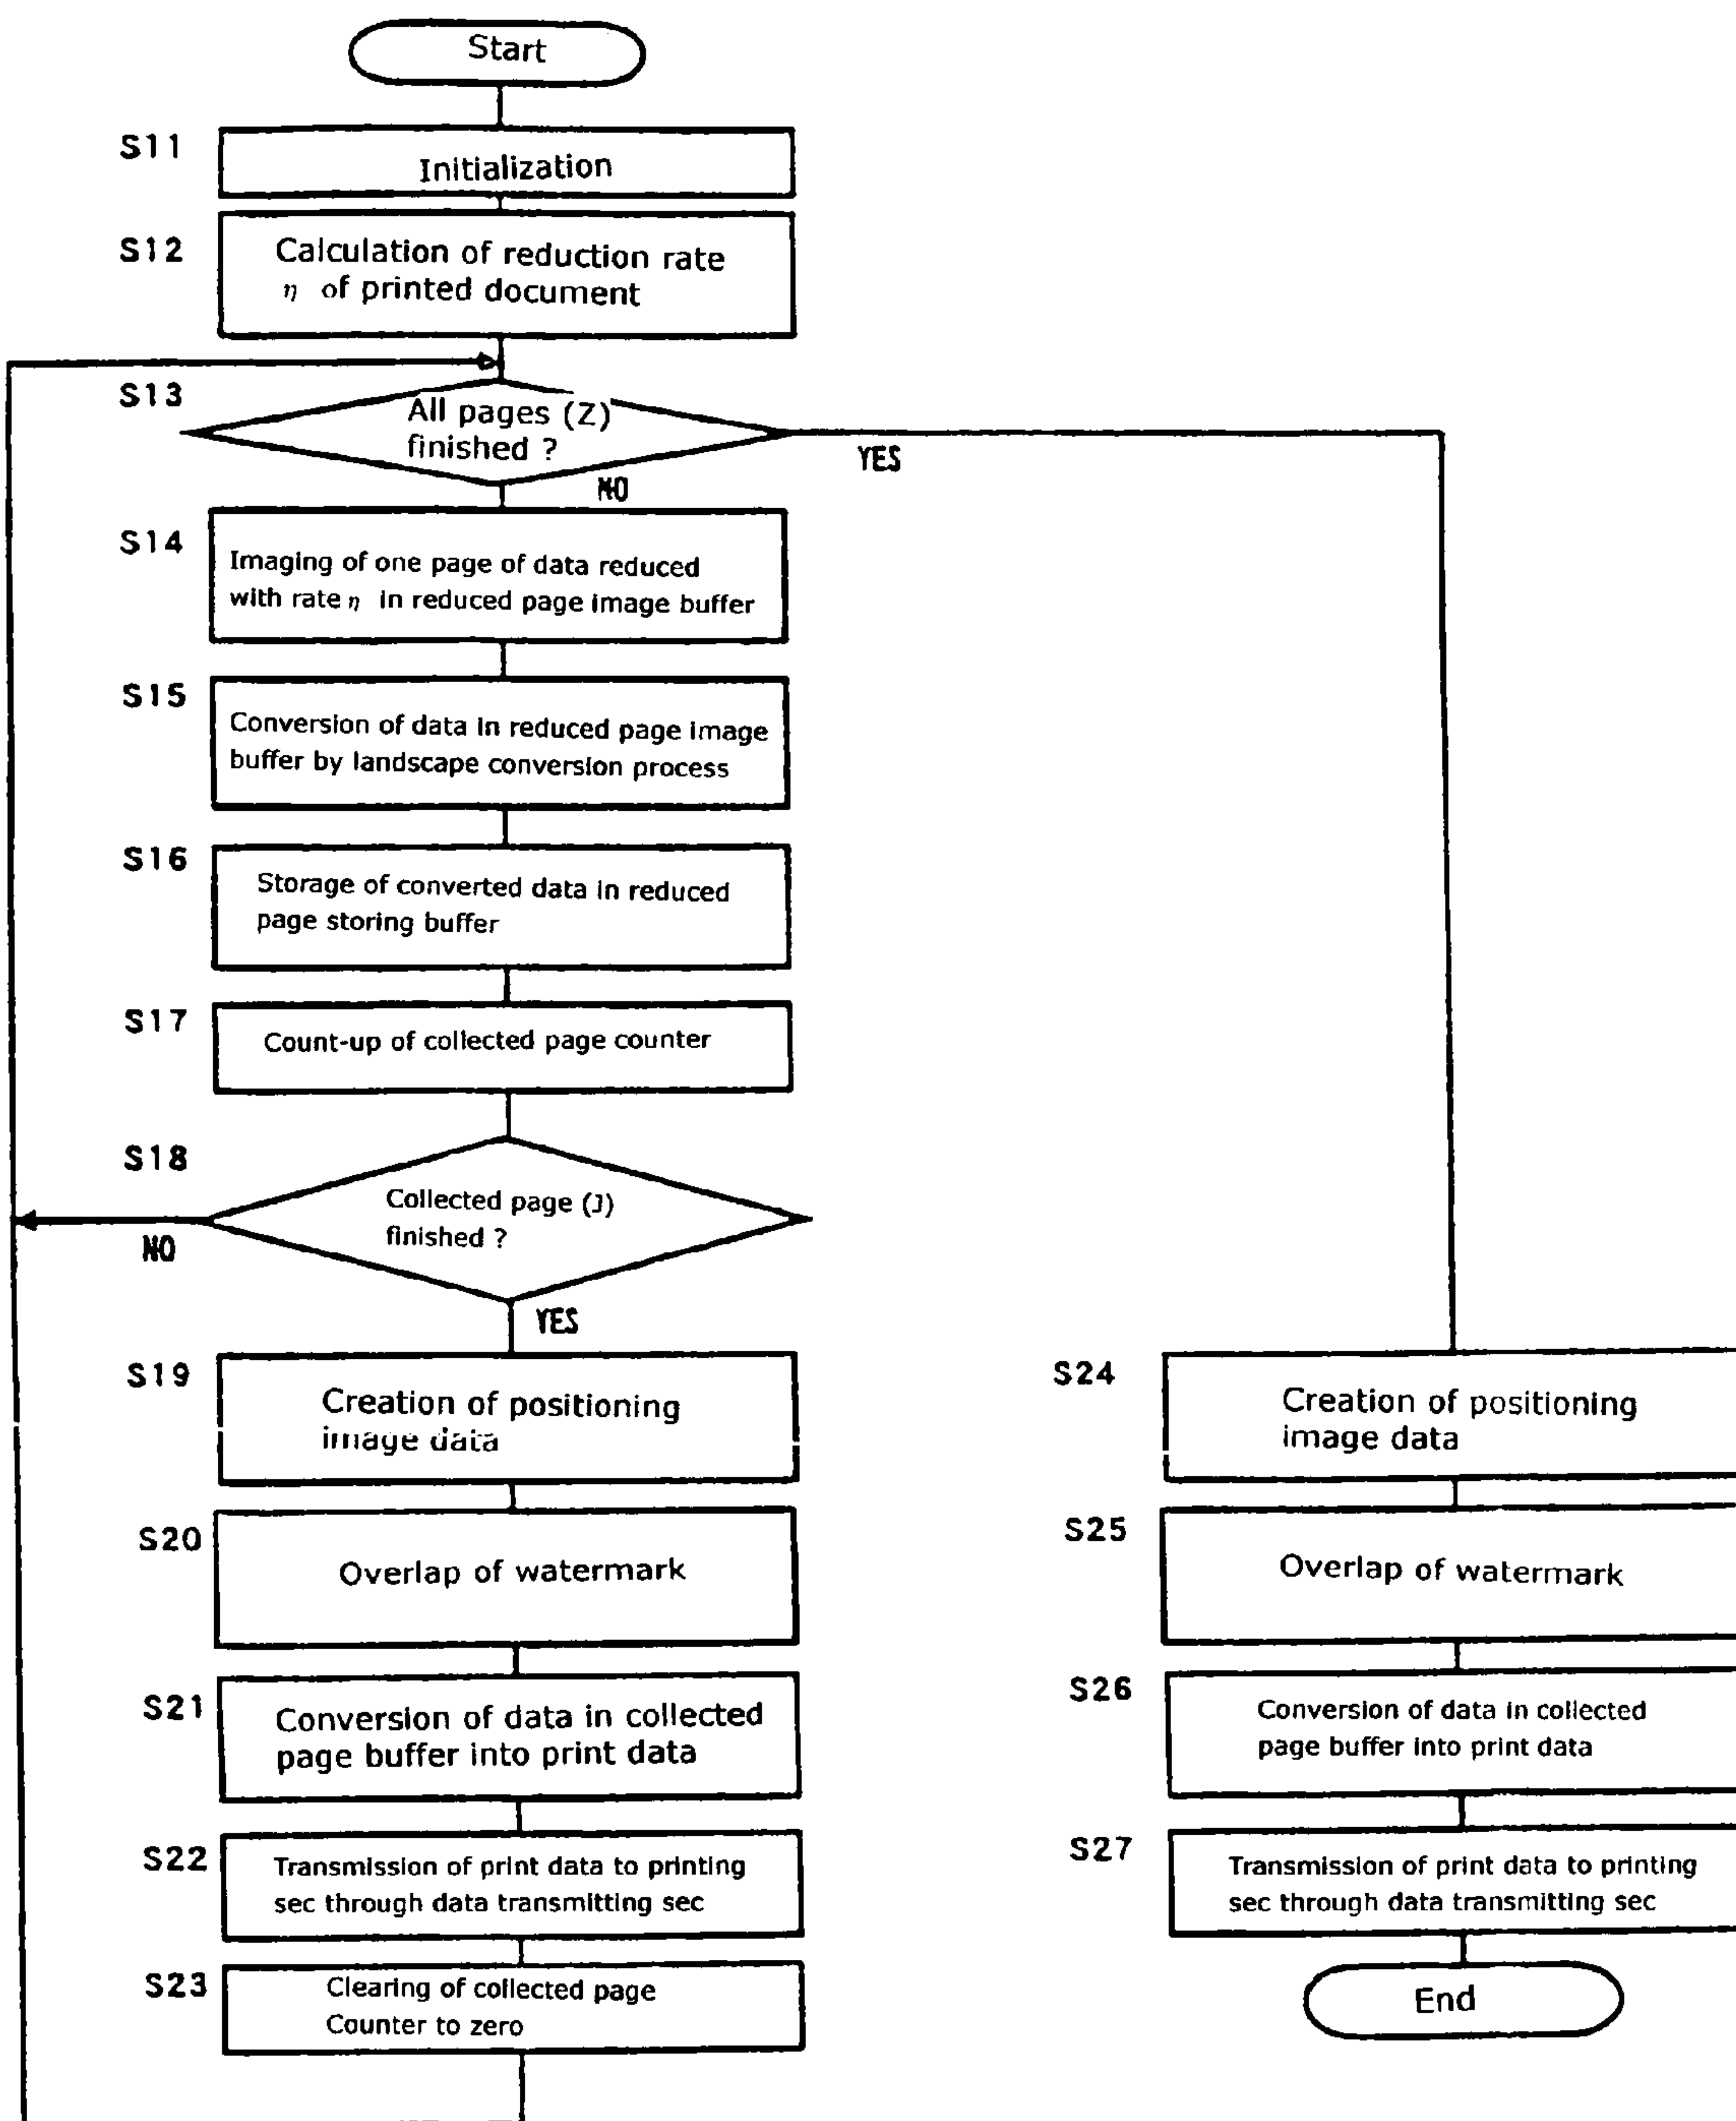 Start
S11
Initialization
S12
Calculation of reduction rate
η of printed document
S13
All pages (Z)
finished ?
YES
NO
S14
Imaging of one page of data reduced
with rate η in reduced page image buffer
S15
Conversion of data in reduced page image
buffer by landscape conversion process
S16
Storage of converted data in reduced
page storing buffer
S17
Count-up of collected page counter
S18
Collected page (J)
finished ?
NO
YES
S19
Creation of positioning
image data
S20
Overlap of watermark
S21
Conversion of data in collected
page buffer into print data
S22
Transmission of print data to printing
sec through data transmitting sec
S23
Clearing of collected page
Counter to zero
S24
Creation of positioning
image data
S25
Overlap of watermark
S26
Conversion of data in collected
page buffer into print data
S27
Transmission of print data to printing
sec through data transmitting sec
End